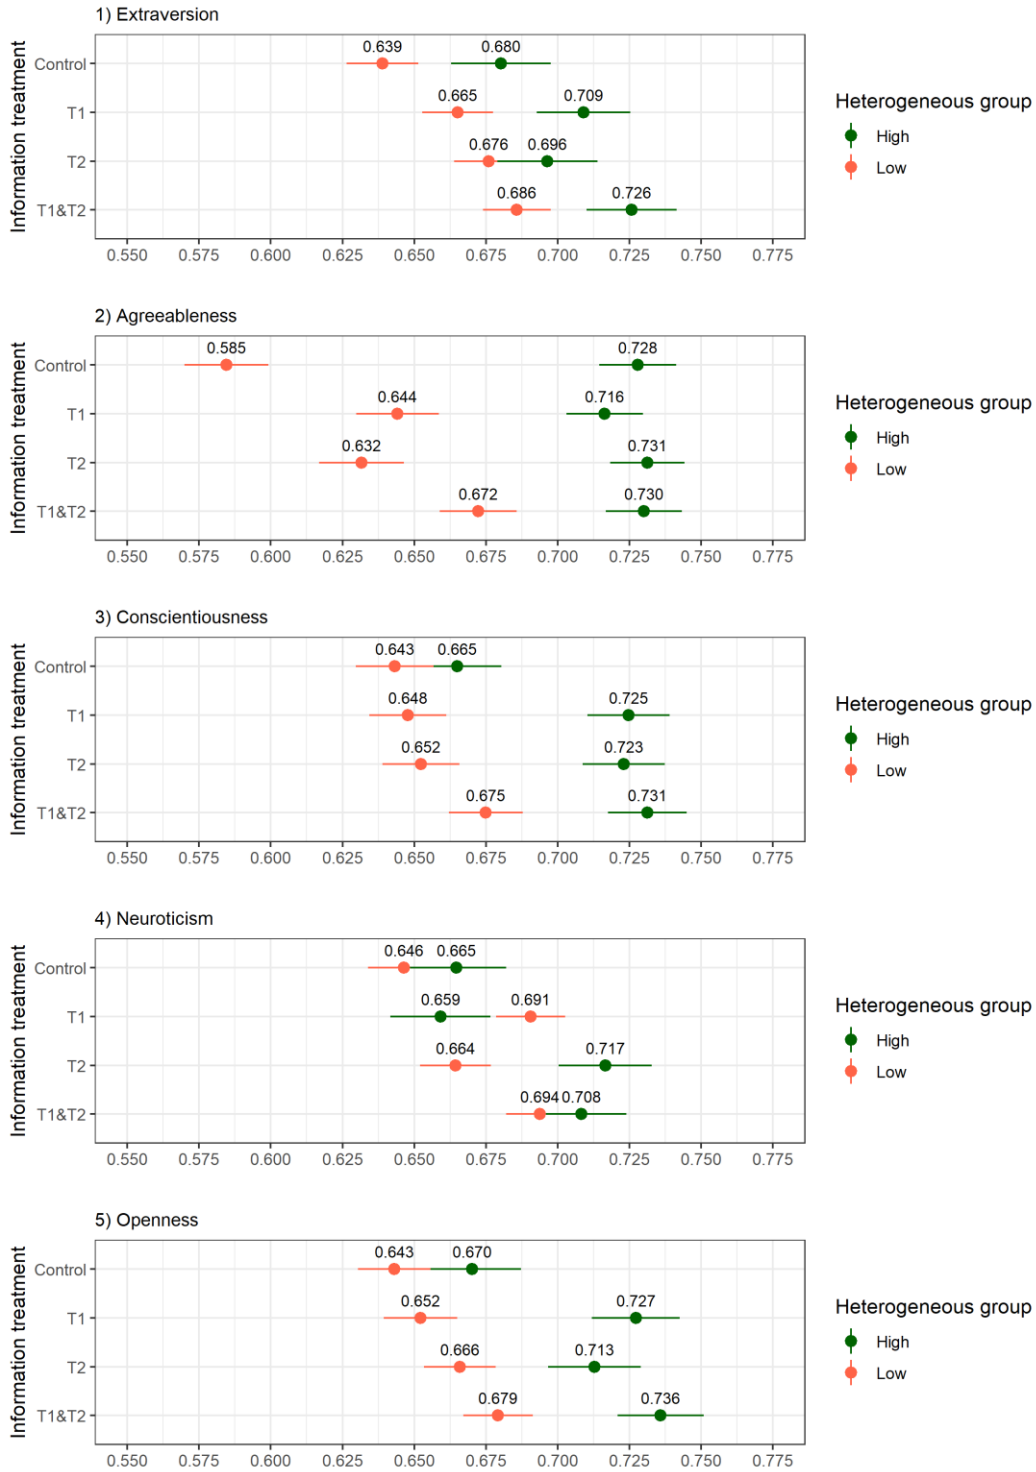 1) Extraversion
Information treatment
Control
T1
T2
T1&T2
0.639 0.680
0.665 0.709
0.676 0.696
0.686 0.726
0.550 0.575 0.600 0.625 0.650 0.675 0.700 0.725 0.750 0.775
Heterogeneous group
High
Low
2) Agreeableness
Information treatment
Control
T1
T2
T1&T2
0.585 0.728
0.644 0.716
0.632 0.731
0.672 0.730
0.550 0.575 0.600 0.625 0.650 0.675 0.700 0.725 0.750 0.775
Heterogeneous group
High
Low
3) Conscientiousness
Information treatment
Control
T1
T2
T1&T2
0.643 0.665
0.648 0.725
0.652 0.723
0.675 0.731
0.550 0.575 0.600 0.625 0.650 0.675 0.700 0.725 0.750 0.775
Heterogeneous group
High
Low
4) Neuroticism
Information treatment
Control
T1
T2
T1&T2
0.646 0.665
0.659 0.691
0.664 0.717
0.694 0.708
0.550 0.575 0.600 0.625 0.650 0.675 0.700 0.725 0.750 0.775
Heterogeneous group
High
Low
5) Openness
Information treatment
Control
T1
T2
T1&T2
0.643 0.670
0.652 0.727
0.666 0.713
0.679 0.736
0.550 0.575 0.600 0.625 0.650 0.675 0.700 0.725 0.750 0.775
Heterogeneous group
High
Low